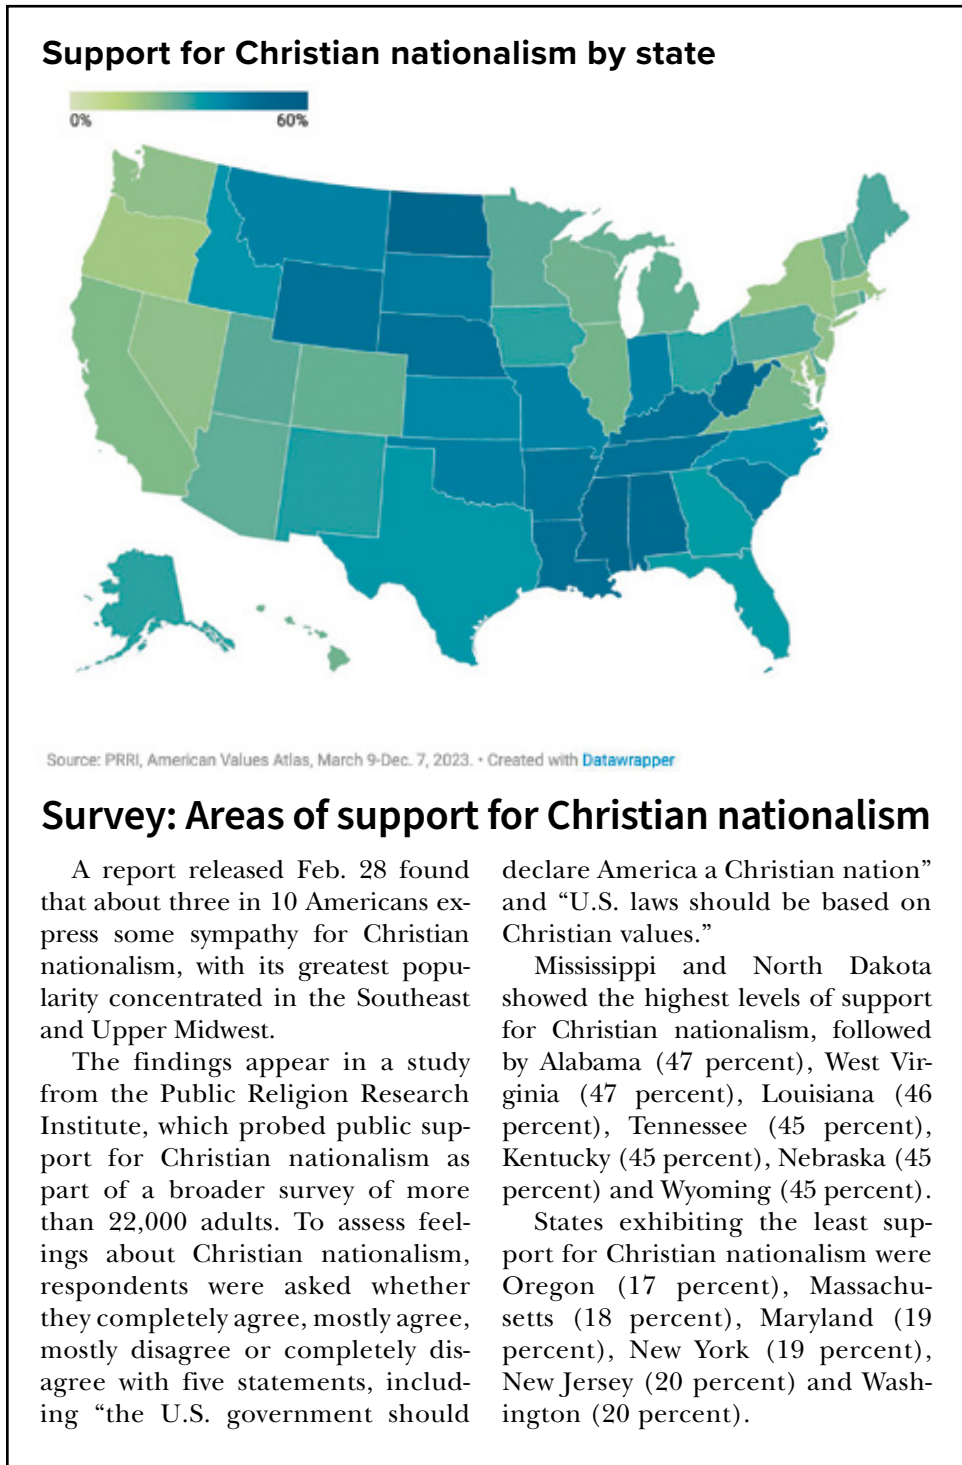 Support for Christian nationalism by state
0%
60%
Source: PRRI, American Values Atlas, March 9-Dec. 7, 2023. • Created with Datawrapper
Survey: Areas of support for Christian nationalism
A report released Feb. 28 found
that about three in 10 Americans ex-
press some sympathy for Christian
nationalism, with its greatest popu-
larity concentrated in the Southeast
and Upper Midwest.
The findings appear in a study
from the Public Religion Research
Institute, which probed public sup-
port for Christian nationalism as
part of a broader survey of more
than 22,000 adults. To assess feel-
ings about Christian nationalism,
respondents were asked whether
they completely agree, mostly agree,
mostly disagree or completely dis-
agree with five statements, includ-
ing “the U.S. government should
declare America a Christian nation”
and “U.S. laws should be based on
Christian values.”
Mississippi and North Dakota
showed the highest levels of support
for Christian nationalism, followed
by Alabama (47 percent), West Vir-
ginia (47 percent), Louisiana (46
percent), Tennessee (45 percent),
Kentucky (45 percent), Nebraska (45
percent) and Wyoming (45 percent).
States exhibiting the least sup-
port for Christian nationalism were
Oregon (17 percent), Massachu-
setts (18 percent), Maryland (19
percent), New York (19 percent),
New Jersey (20 percent) and Wash-
ington (20 percent).